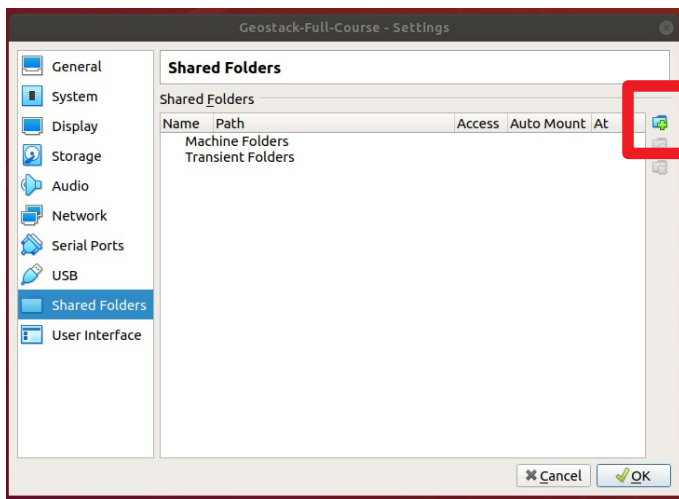 Geostack-Full-Course - Settings
General
System
Display
Storage
Audio
Network
Serial Ports
USB
Shared Folders
User Interface
Shared Folders
Shared Folders
Name Path Access Auto Mount At
Machine Folders
Transient Folders
Cancel OK